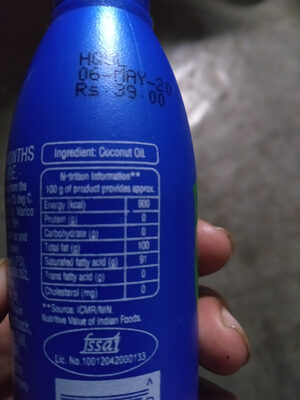 06-MAY-20
Rs 39.00
Ingredient: Coconut Oil
Nutrition Information**
100 g of product provides approx.
Energy (kcal) 900
Protein (g) 0
Carbohydrate (g) 0
Total fat (g) 100
Saturated fatty acid (g) 91
Trans fatty acid (g) 0
Cholesterol (mg) 0
**Source: ICMR/NIN
Nutritive Value of Indian Foods.
fssai
Lic. No. 10012042000133